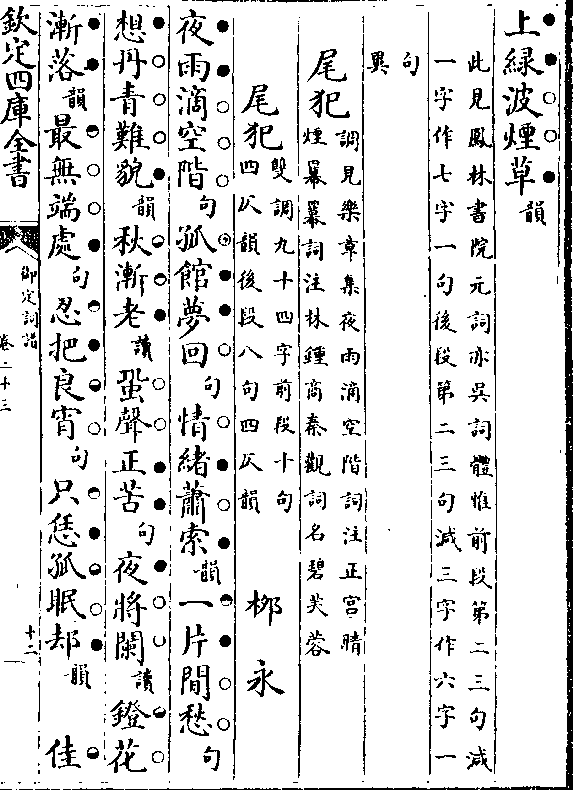 上綠波煙草韻
此見鳳林書院元詞亦吳詞體惟前段第二三句減
一字作七字一句後段第二三句減三字作六字一
句
異
尾犯
調見樂章集夜雨滴空階詞注正宮晴
煙羃羃詞注林鍾商秦觀詞名碧芙蓉
尾犯
雙調九十四字前段十句
四仄韻後段八句四仄韻
柳永
夜雨滴空階句孤館夢回句情緒蕭索韻一片間愁句
想丹青難貌韻秋漸老讀蛩聲正苦句夜將闌讀鐙花
漸落韻最無端處句忍把良宵句只恁孤眠却韻佳
欽定四庫全書
御定詞譜
卷二十三
十二